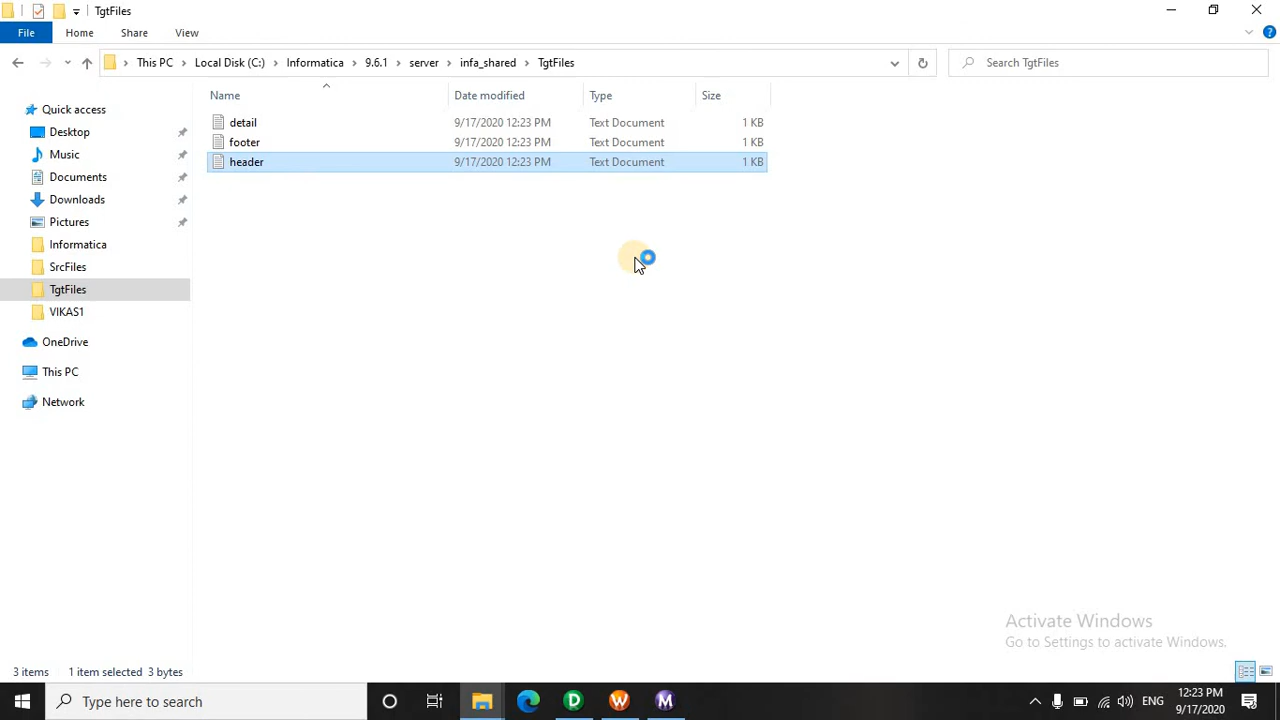 TgtFiles
File Home Share View
This PC Local Disk (C:) Informatica 9.6.1 server infa_shared TgtFiles Search TgtFiles
Name Date modified Type Size
Quick access
detail 9/17/2020 12:23 PM Text Document 1 KB
footer 9/17/2020 12:23 PM Text Document 1 KB
header 9/17/2020 12:23 PM Text Document 1 KB
Desktop
Music
Documents
Downloads
Pictures
Informatica
SrcFiles
TgtFiles
VIKAS1
OneDrive
This PC
Network
Activate Windows
Go to Settings to activate Windows.
3 items 1 item selected 3 bytes
Type here to search D W M ENG 12:23 PM
9/17/2020